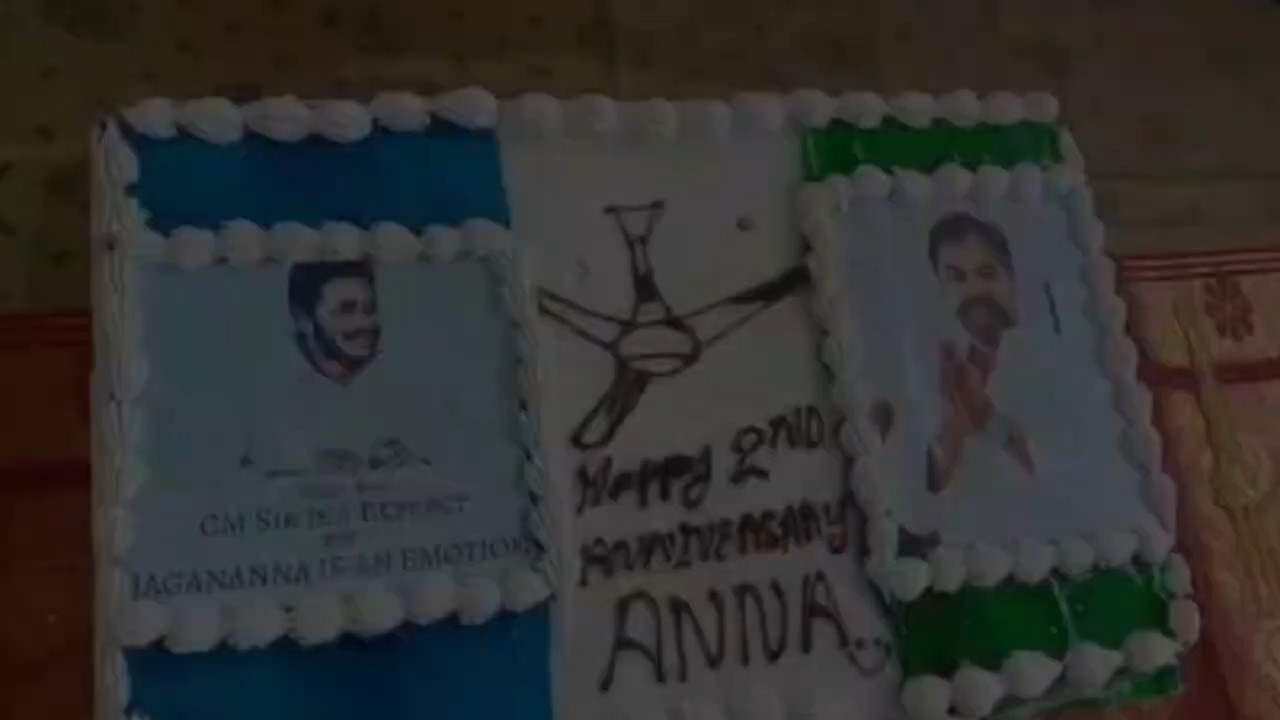 CM SIR IS A RESPECT
JAGANANNA IS AN EMOTION
Happy 2ND
ANNIVERSARY
ANNA